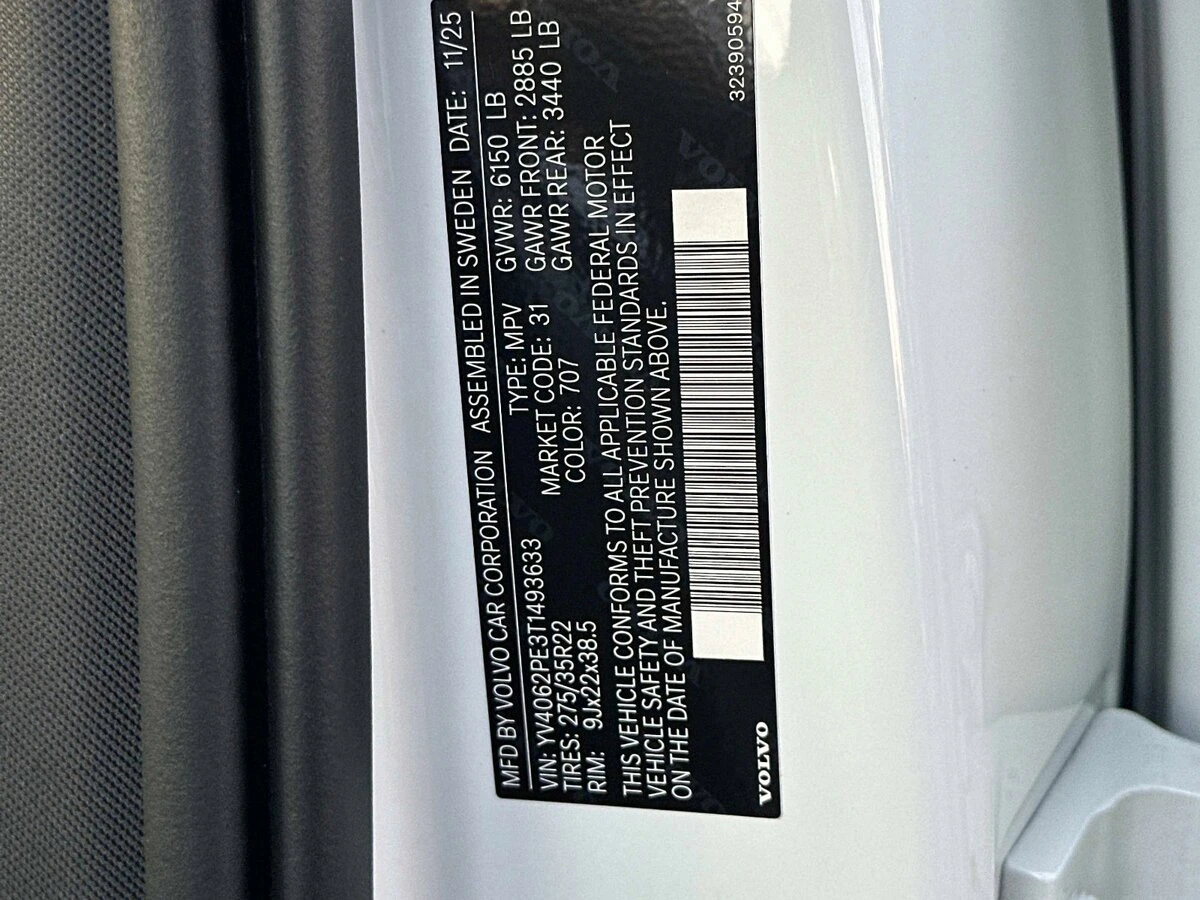 MFD BY VOLVO CAR CORPORATION ASSEMBLED IN SWEDEN DATE: 11/25
VIN: YV4062PE3T1493633 TYPE: MPV GVWR: 6150 LB
TIRES: 275/35R22 MARKET CODE: 31 GAWR FRONT: 2885 LB
RIM: 9Jx22x38.5 COLOR: 707 GAWR REAR: 3440 LB
THIS VEHICLE CONFORMS TO ALL APPLICABLE FEDERAL MOTOR
VEHICLE SAFETY AND THEFT PREVENTION STANDARDS IN EFFECT
ON THE DATE OF MANUFACTURE SHOWN ABOVE.
VOLVO 32390594